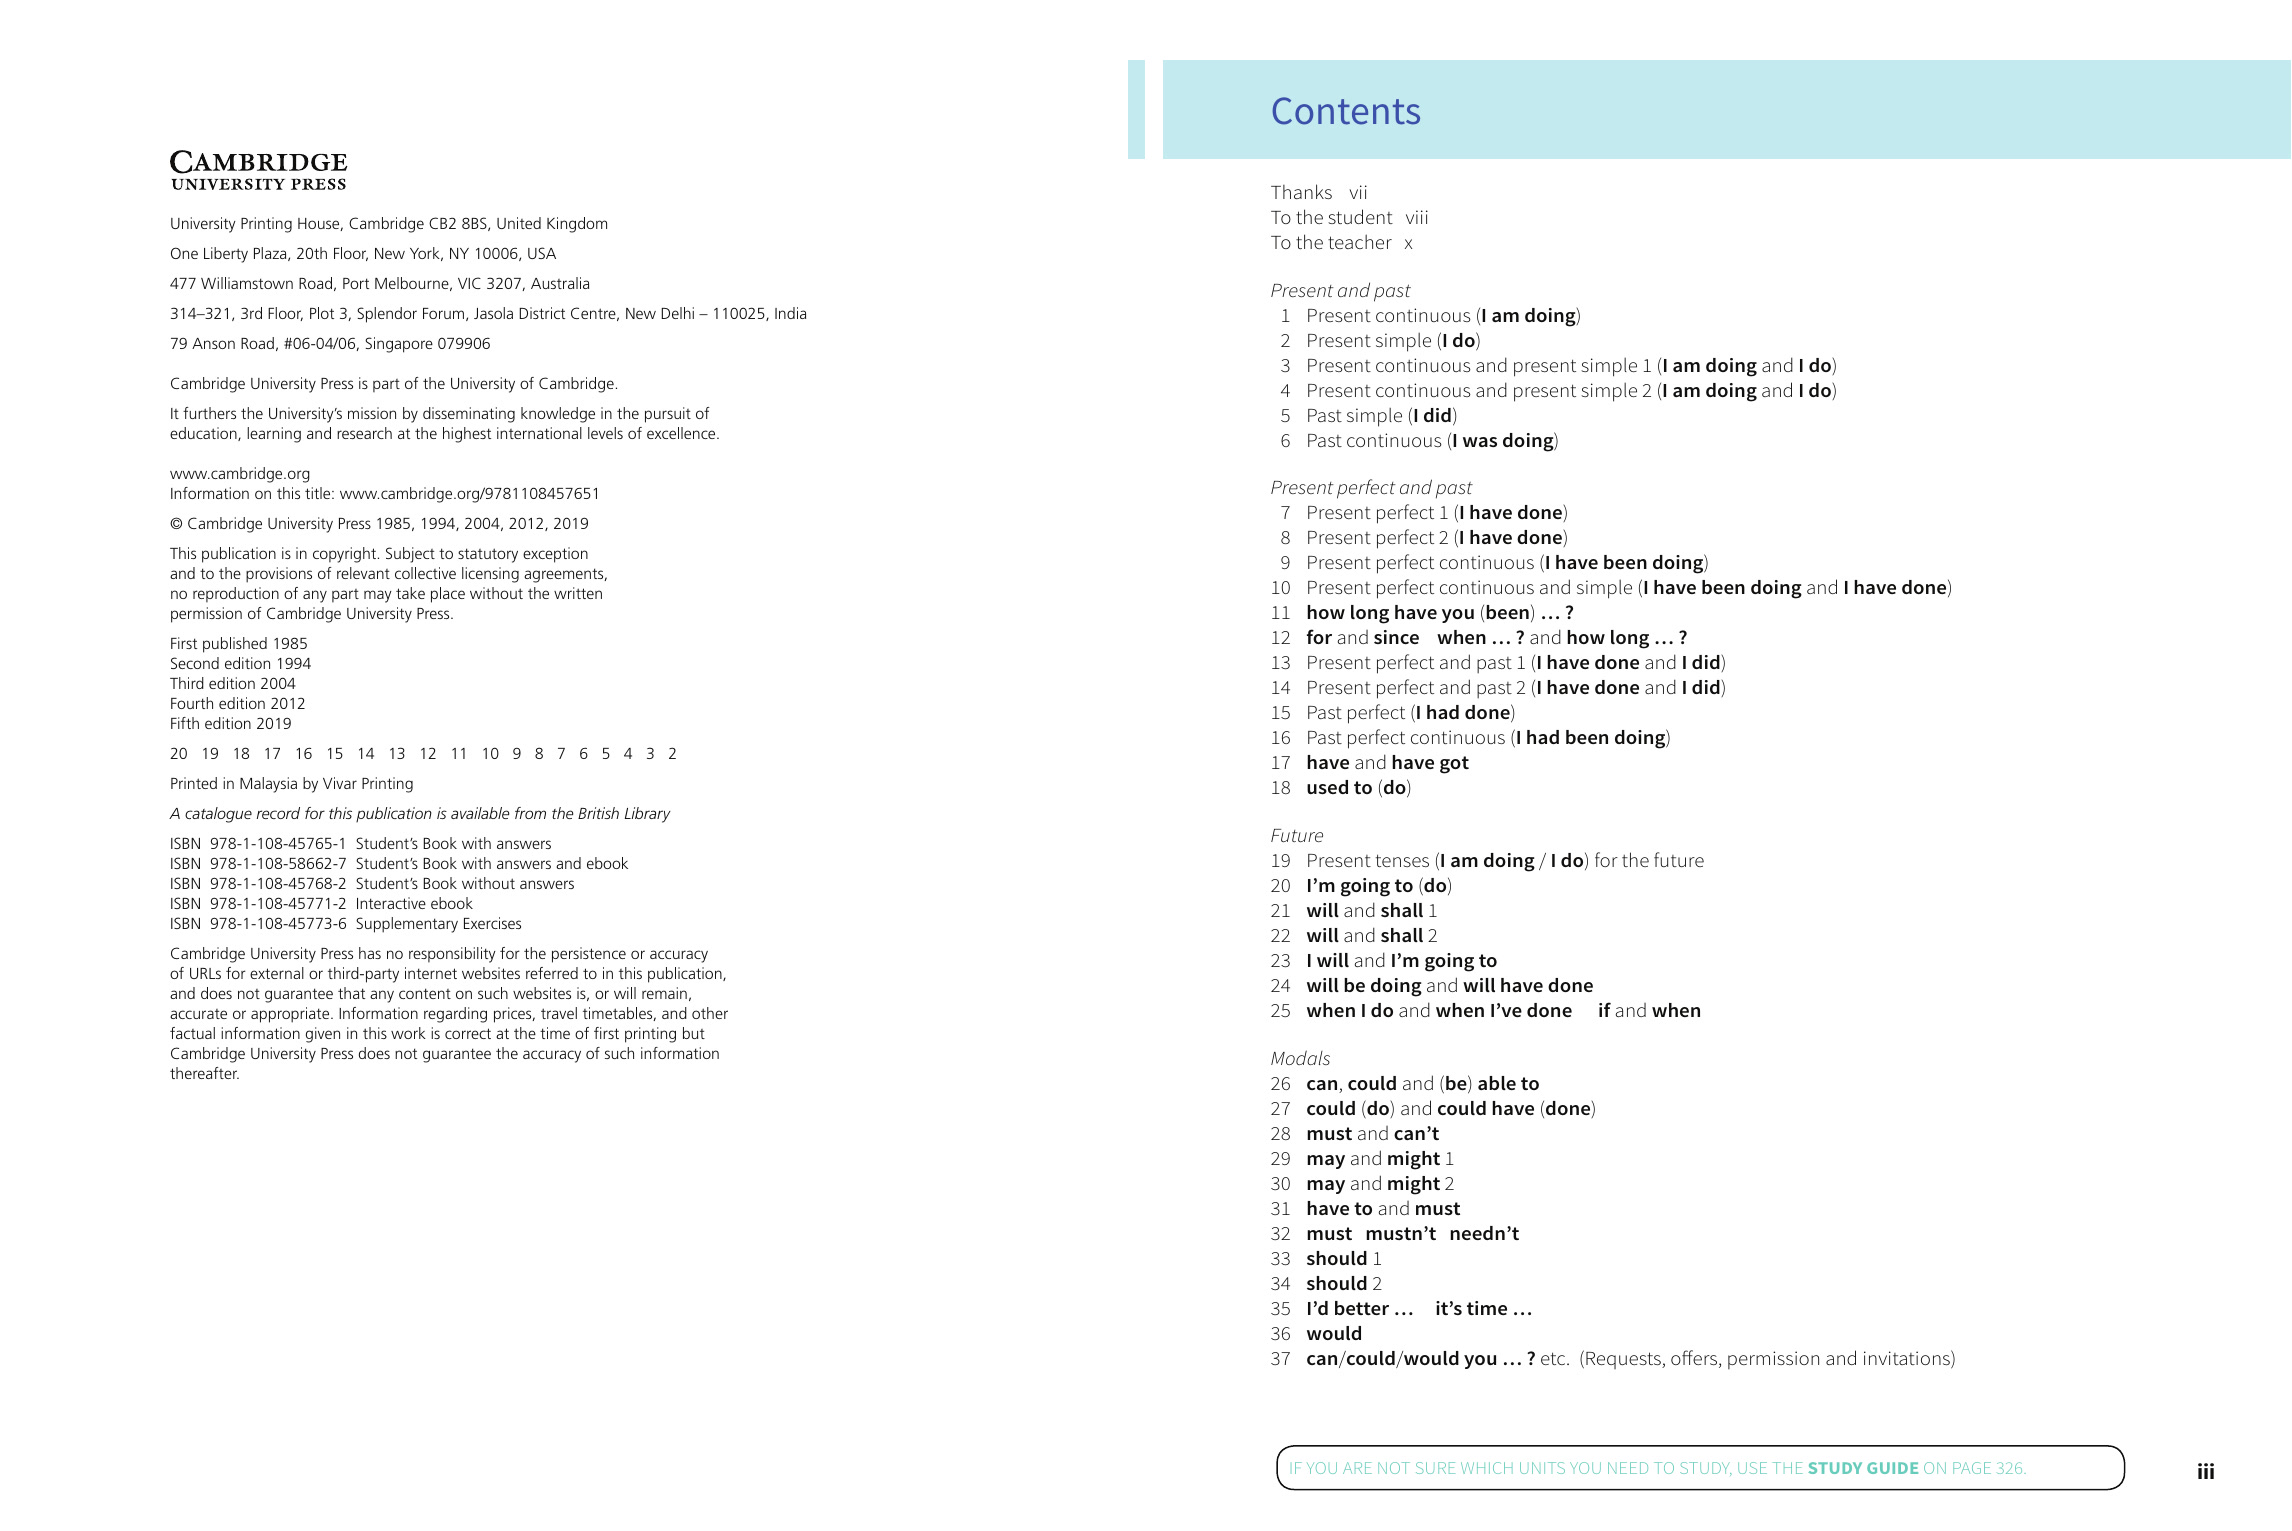 CAMBRIDGE
UNIVERSITY PRESS
University Printing House, Cambridge CB2 8BS, United Kingdom
One Liberty Plaza, 20th Floor, New York, NY 10006, USA
477 Williamstown Road, Port Melbourne, VIC 3207, Australia
314–321, 3rd Floor, Plot 3, Splendor Forum, Jasola District Centre, New Delhi – 110025, India
79 Anson Road, #06-04/06, Singapore 079906
Cambridge University Press is part of the University of Cambridge.
It furthers the University’s mission by disseminating knowledge in the pursuit of
education, learning and research at the highest international levels of excellence.
www.cambridge.org
Information on this title: www.cambridge.org/9781108457651
© Cambridge University Press 1985, 1994, 2004, 2012, 2019
This publication is in copyright. Subject to statutory exception
and to the provisions of relevant collective licensing agreements,
no reproduction of any part may take place without the written
permission of Cambridge University Press.
First published 1985
Second edition 1994
Third edition 2004
Fourth edition 2012
Fifth edition 2019
20 19 18 17 16 15 14 13 12 11 10 9 8 7 6 5 4 3 2
Printed in Malaysia by Vivar Printing
A catalogue record for this publication is available from the British Library
ISBN 978-1-108-45765-1 Student’s Book with answers
ISBN 978-1-108-58662-7 Student’s Book with answers and ebook
ISBN 978-1-108-45768-2 Student’s Book without answers
ISBN 978-1-108-45771-2 Interactive ebook
ISBN 978-1-108-45773-6 Supplementary Exercises
Cambridge University Press has no responsibility for the persistence or accuracy
of URLs for external or third-party internet websites referred to in this publication,
and does not guarantee that any content on such websites is, or will remain,
accurate or appropriate. Information regarding prices, travel timetables, and other
factual information given in this work is correct at the time of first printing but
Cambridge University Press does not guarantee the accuracy of such information
thereafter.
Contents
Thanks vii
To the student viii
To the teacher x
Present and past
1 Present continuous (I am doing)
2 Present simple (I do)
3 Present continuous and present simple 1 (I am doing and I do)
4 Present continuous and present simple 2 (I am doing and I do)
5 Past simple (I did)
6 Past continuous (I was doing)
Present perfect and past
7 Present perfect 1 (I have done)
8 Present perfect 2 (I have done)
9 Present perfect continuous (I have been doing)
10 Present perfect continuous and simple (I have been doing and I have done)
11 how long have you (been) … ?
12 for and since when … ? and how long … ?
13 Present perfect and past 1 (I have done and I did)
14 Present perfect and past 2 (I have done and I did)
15 Past perfect (I had done)
16 Past perfect continuous (I had been doing)
17 have and have got
18 used to (do)
Future
19 Present tenses (I am doing / I do) for the future
20 I’m going to (do)
21 will and shall 1
22 will and shall 2
23 I will and I’m going to
24 will be doing and will have done
25 when I do and when I’ve done if and when
Modals
26 can, could and (be) able to
27 could (do) and could have (done)
28 must and can’t
29 may and might 1
30 may and might 2
31 have to and must
32 must mustn’t needn’t
33 should 1
34 should 2
35 I’d better … it’s time …
36 would
37 can/could/would you … ? etc. (Requests, offers, permission and invitations)
IF YOU ARE NOT SURE WHICH UNITS YOU NEED TO STUDY, USE THE STUDY GUIDE ON PAGE 326.
iii